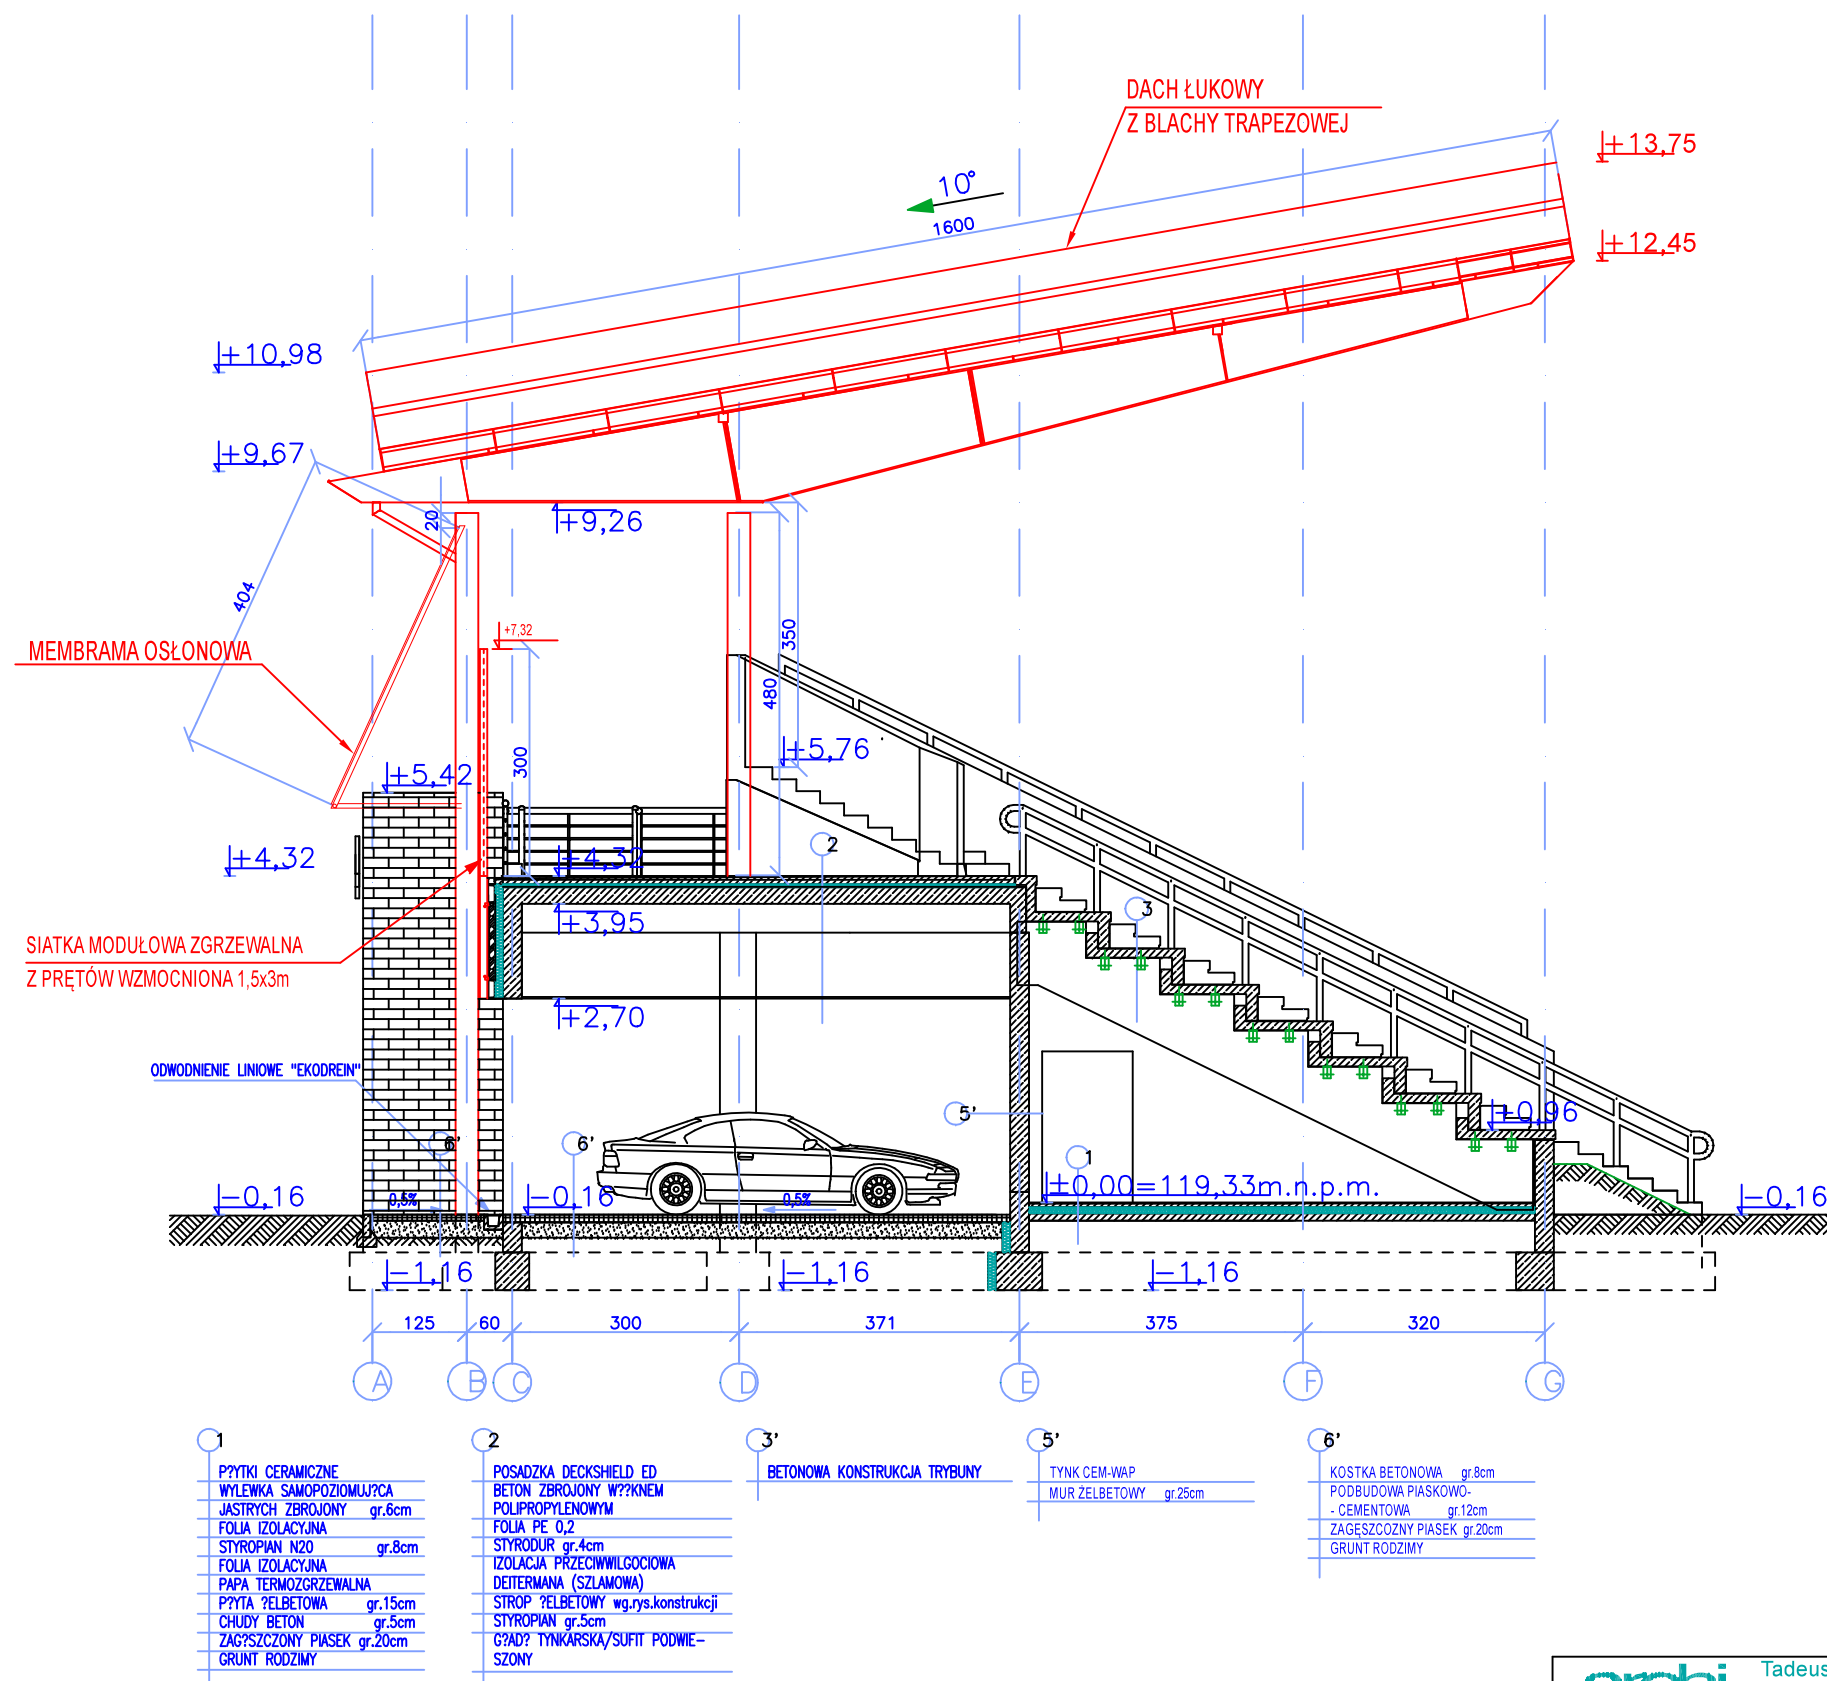 DACH ŁUKOWY
Z BLACHY TRAPEZOWEJ
+13,75
10°
1600
+12,45
+10,98
+9,67
20
+9,26
404
350
+7,32
MEMBRAMA OSŁONOWA
480
300
+5,76
+5,42
2
+4,32
+4,32
3
+3,95
SIATKA MODUŁOWA ZGRZEWALNA
Z PRĘTÓW WZMOCNIONA 1,5x3m
+2,70
ODWODNIENIE LINIOWE "EKODREIN"
5'
+0,96
6'
6'
1
±0,00=119,33m.n.p.m.
-0,16
0,5%
-0,16
0,5%
-0,16
-1,16
-1,16
-1,16
125
60
300
371
375
320
A
B
C
D
E
F
G
1
P?YTKI CERAMICZNE
WYLEWKA SAMOPOZIOMUJ?CA
JASTRYCH ZBROJONY gr.6cm
FOLIA IZOLACYJNA
STYROPIAN N20 gr.8cm
FOLIA IZOLACYJNA
PAPA TERMOZGRZEWALNA
P?YTA ?ELBETOWA gr.15cm
CHUDY BETON gr.5cm
ZAG?SZCZONY PIASEK gr.20cm
GRUNT RODZIMY
2
POSADZKA DECKSHIELD ED
BETON ZBROJONY W??KNEM
POLIPROPYLENOWYM
FOLIA PE 0,2
STYRODUR gr.4cm
IZOLACJA PRZECIWWILGOCIOWA
DEITERMANA (SZLAMOWA)
STROP ?ELBETOWY wg.rys.konstrukcji
STYROPIAN gr.5cm
G?AD? TYNKARSKA/SUFIT PODWIE-
SZONY
3'
BETONOWA KONSTRUKCJA TRYBUNY
5'
TYNK CEM-WAP
MUR ŻELBETOWY gr.25cm
6'
KOSTKA BETONOWA gr.8cm
PODBUDOWA PIASKOWO-
- CEMENTOWA gr.12cm
ZAGĘSZCOZNY PIASEK gr.20cm
GRUNT RODZIMY
Tadeus